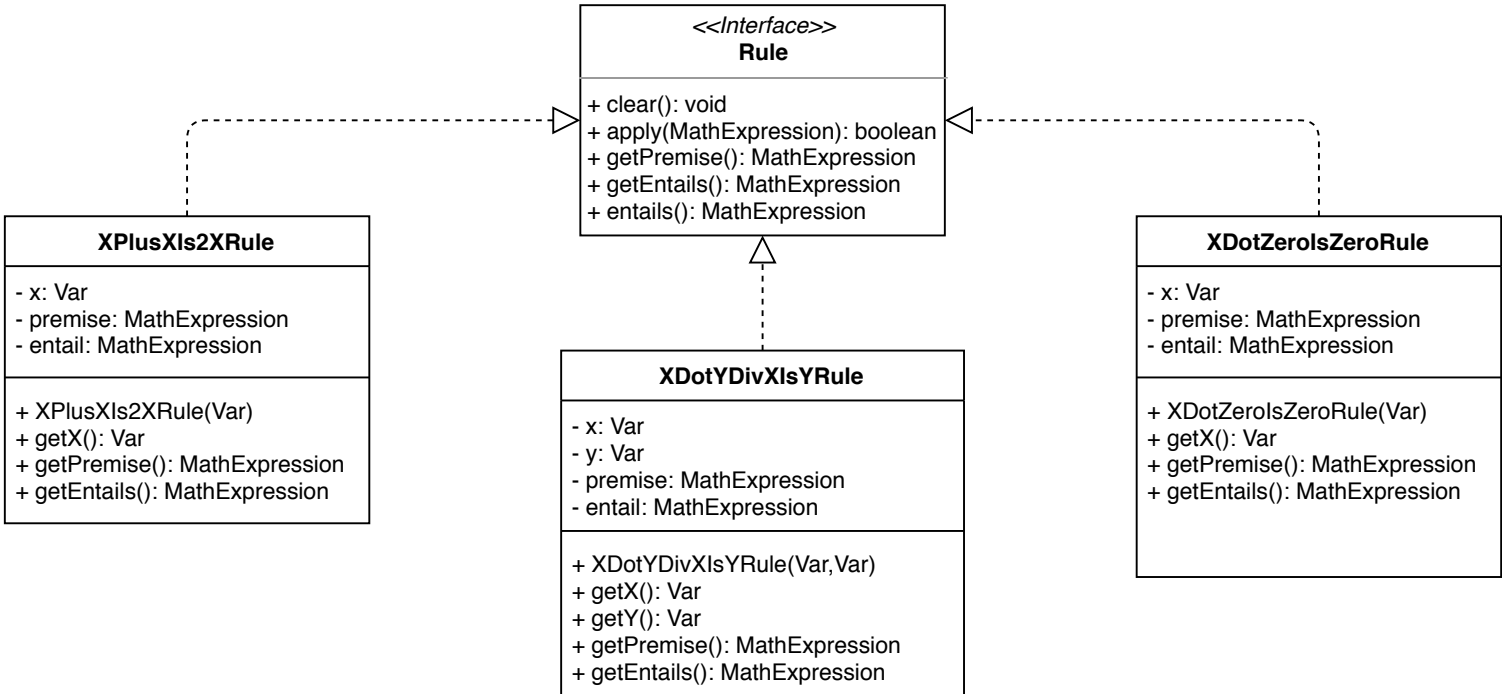 <<Interface>>
Rule
+ clear(): void
+ apply(MathExpression): boolean
+ getPremise(): MathExpression
+ getEntails(): MathExpression
+ entails(): MathExpression
XPlusXIs2XRule
- x: Var
- premise: MathExpression
- entail: MathExpression
+ XPlusXIs2XRule(Var)
+ getX(): Var
+ getPremise(): MathExpression
+ getEntails(): MathExpression
XDotYDivXIsYRule
- x: Var
- y: Var
- premise: MathExpression
- entail: MathExpression
+ XDotYDivXIsYRule(Var,Var)
+ getX(): Var
+ getY(): Var
+ getPremise(): MathExpression
+ getEntails(): MathExpression
XDotZeroIsZeroRule
- x: Var
- premise: MathExpression
- entail: MathExpression
+ XDotZeroIsZeroRule(Var)
+ getX(): Var
+ getPremise(): MathExpression
+ getEntails(): MathExpression